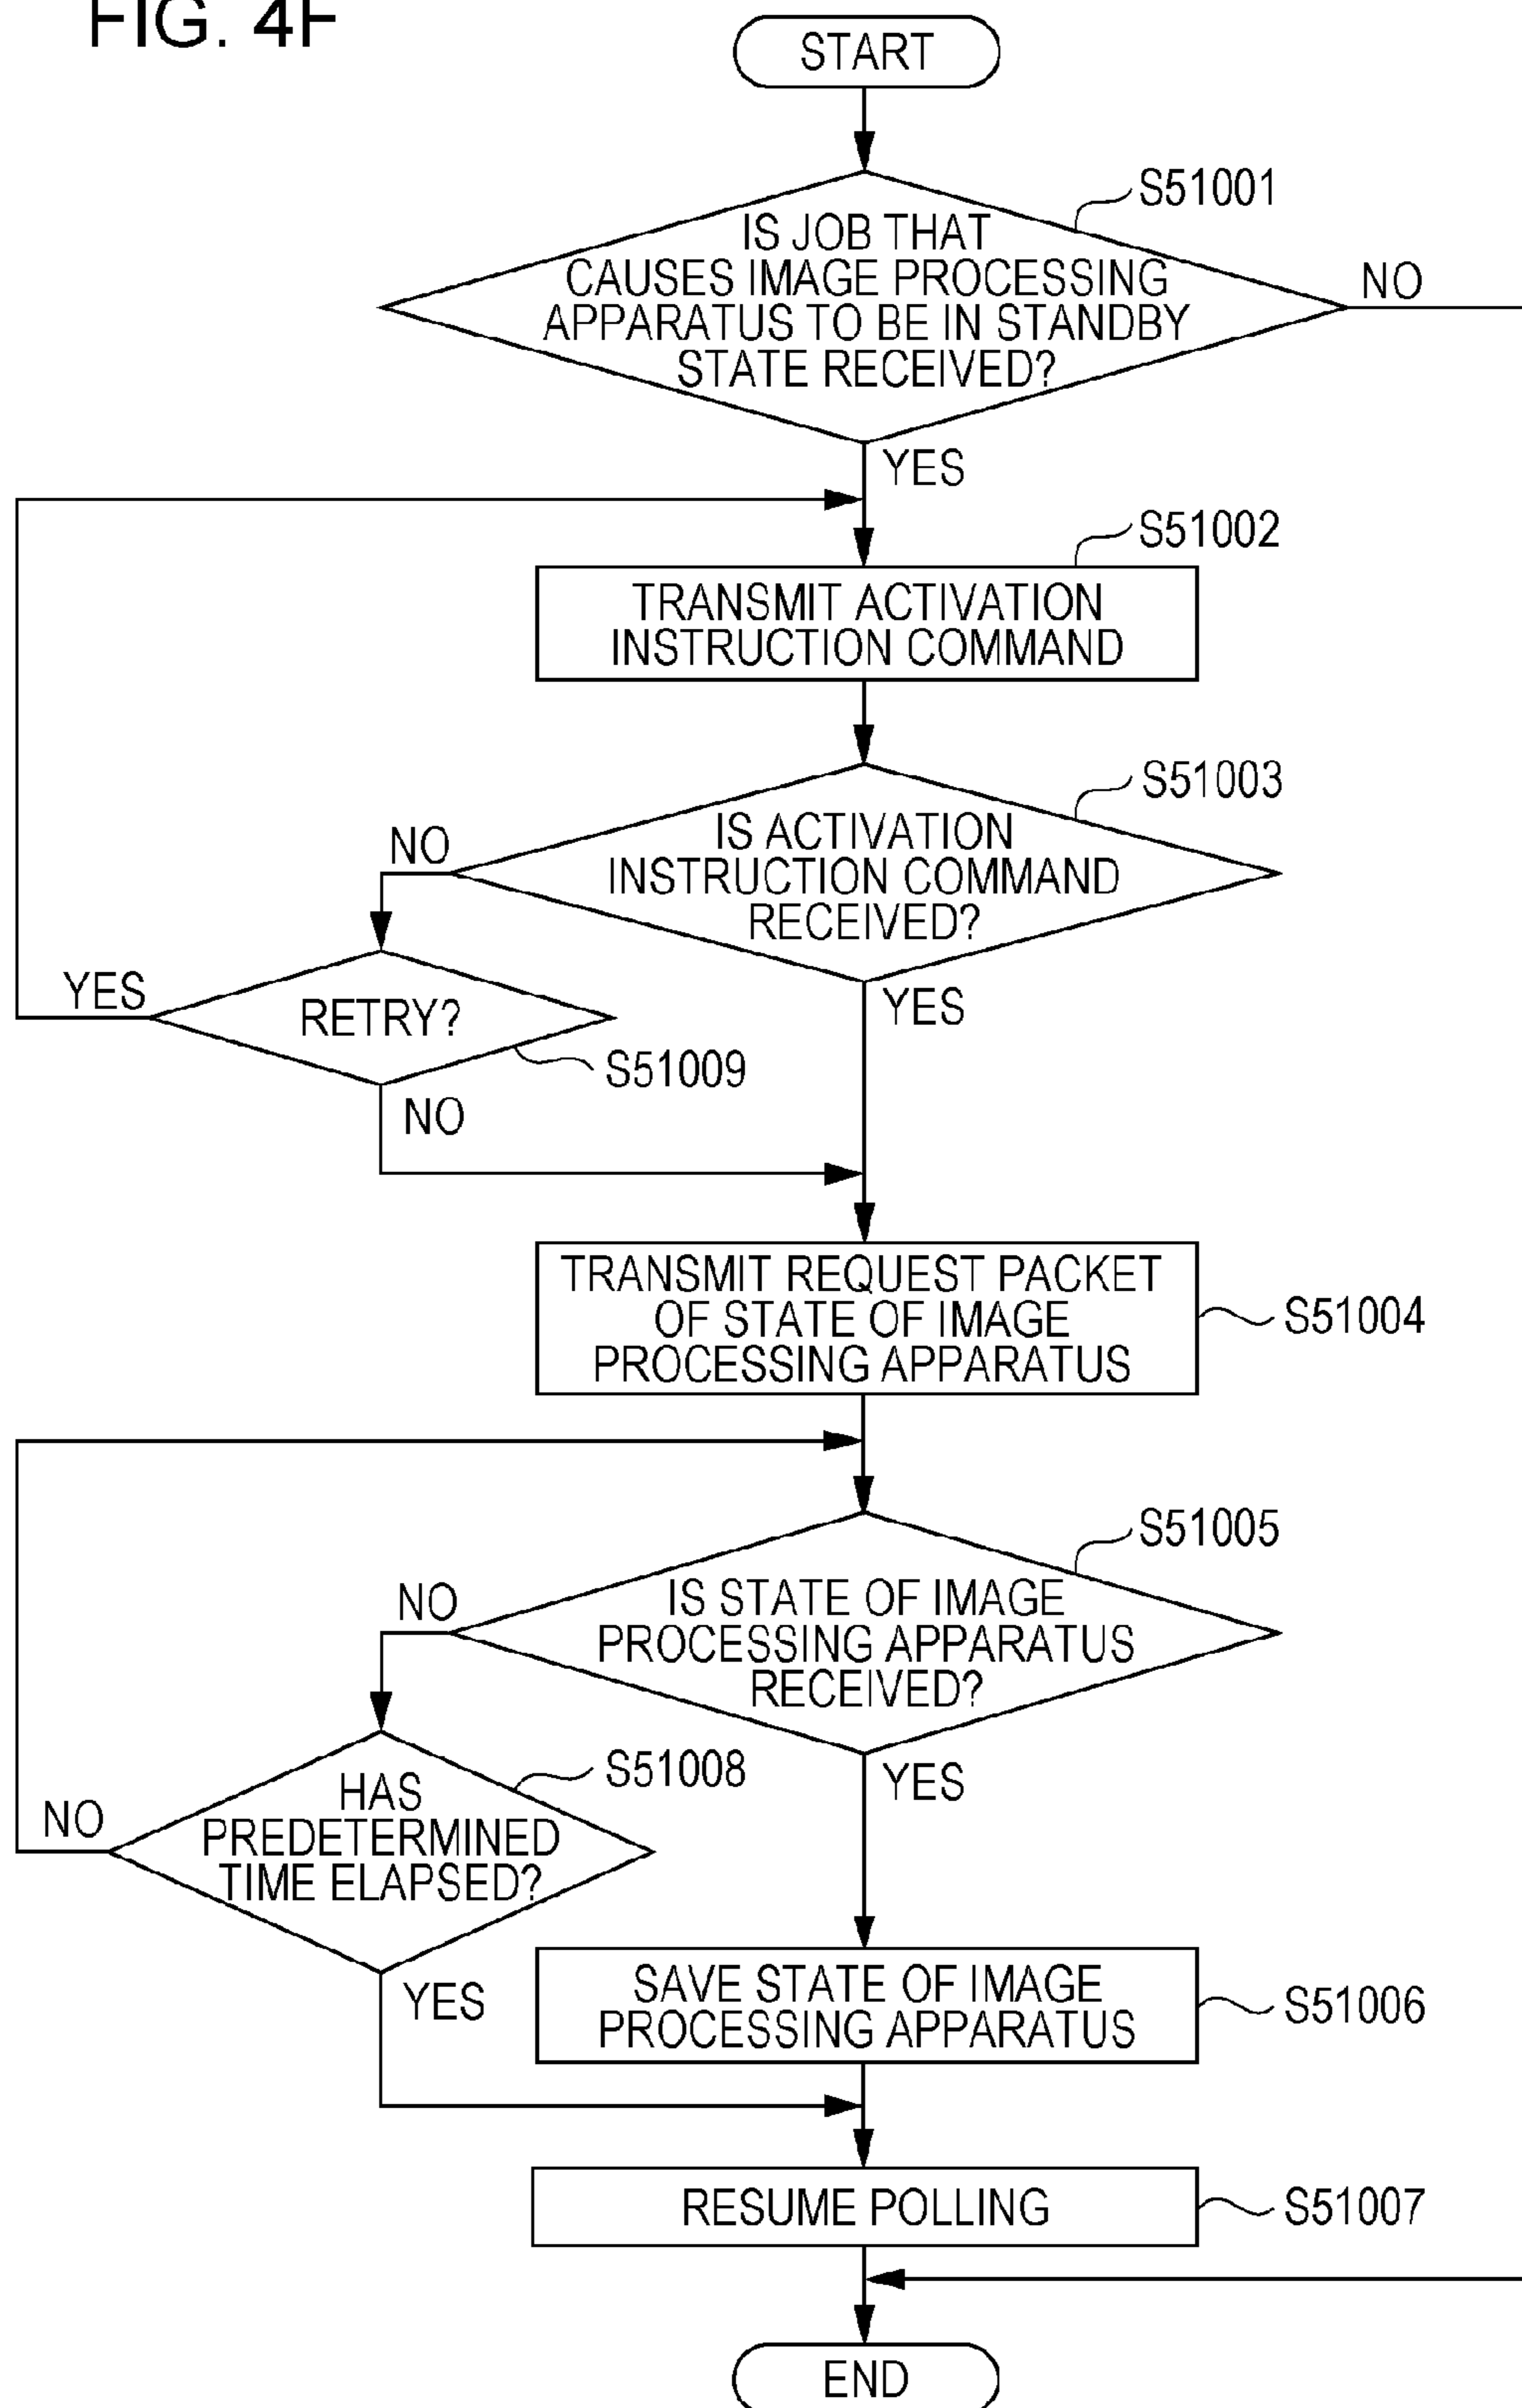 FIG. 4F
START
S51001
IS JOB THAT
CAUSES IMAGE PROCESSING
APPARATUS TO BE IN STANDBY
STATE RECEIVED?
NO
YES
S51002
TRANSMIT ACTIVATION
INSTRUCTION COMMAND
S51003
IS ACTIVATION
INSTRUCTION COMMAND
RECEIVED?
NO
YES
YES
RETRY?
S51009
NO
TRANSMIT REQUEST PACKET
OF STATE OF IMAGE
PROCESSING APPARATUS
S51004
S51005
IS STATE OF IMAGE
PROCESSING APPARATUS
RECEIVED?
NO
YES
S51008
HAS
PREDETERMINED
TIME ELAPSED?
NO
YES
SAVE STATE OF IMAGE
PROCESSING APPARATUS
S51006
RESUME POLLING
S51007
END